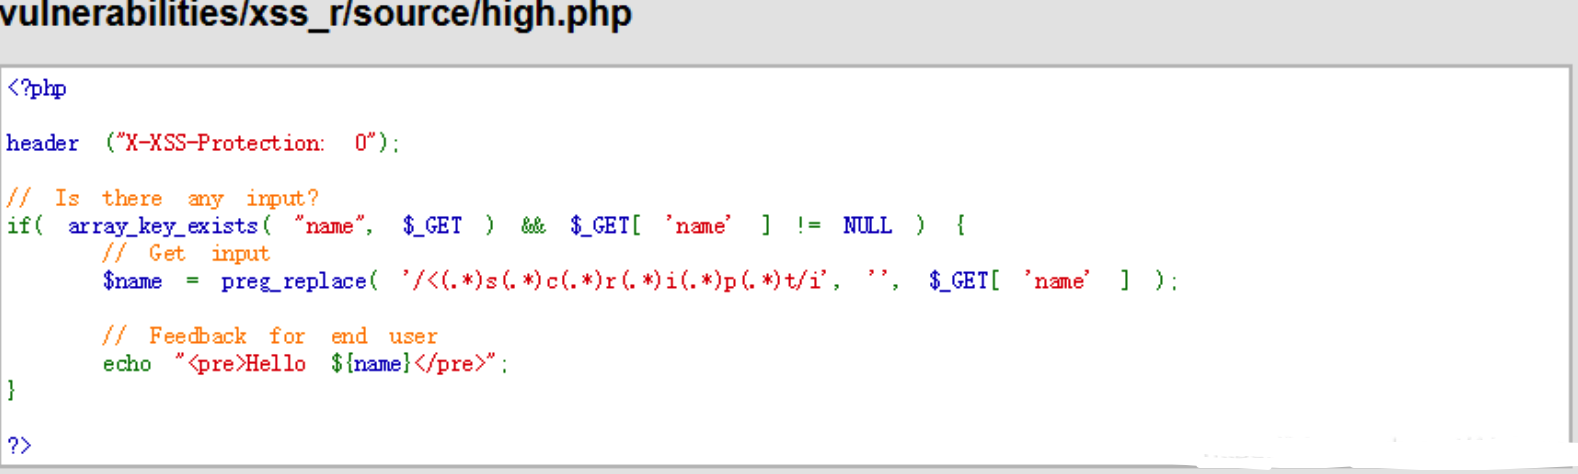 vulnerabilities/xss_r/source/high.php
<?php
header ("X-XSS-Protection: 0");
// Is there any input?
if( array_key_exists( "name", $_GET ) && $_GET[ 'name' ] != NULL ) {
// Get input
$name = preg_replace( '/<(.*)s(.*)c(.*)r(.*)i(.*)p(.*)t/i', '', $_GET[ 'name' ] );
// Feedback for end user
echo "<pre>Hello ${name}</pre>";
}
?>